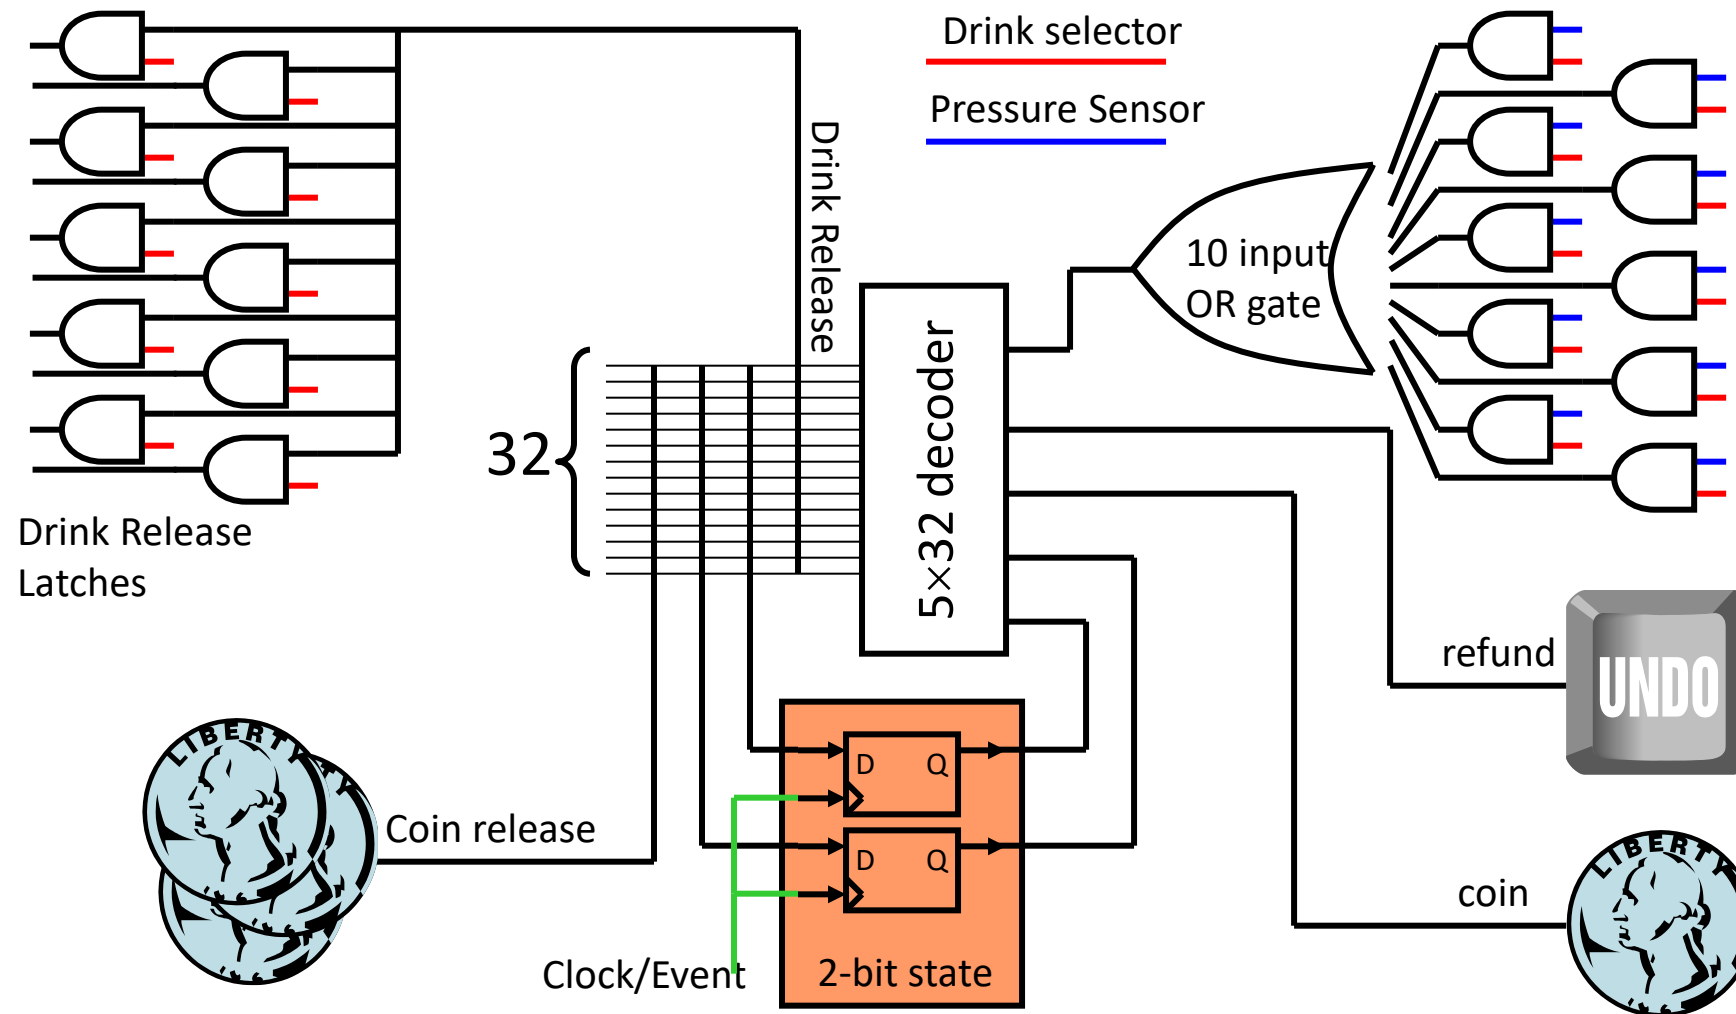 Drink selector
Pressure Sensor
Drink Release
10 input
OR gate
5×32 decoder
32
Drink Release
Latches
refund
UNDO
LIBERTY
TY
Coin release
D Q
D Q
coin
LIBERTY
Clock/Event
2-bit state